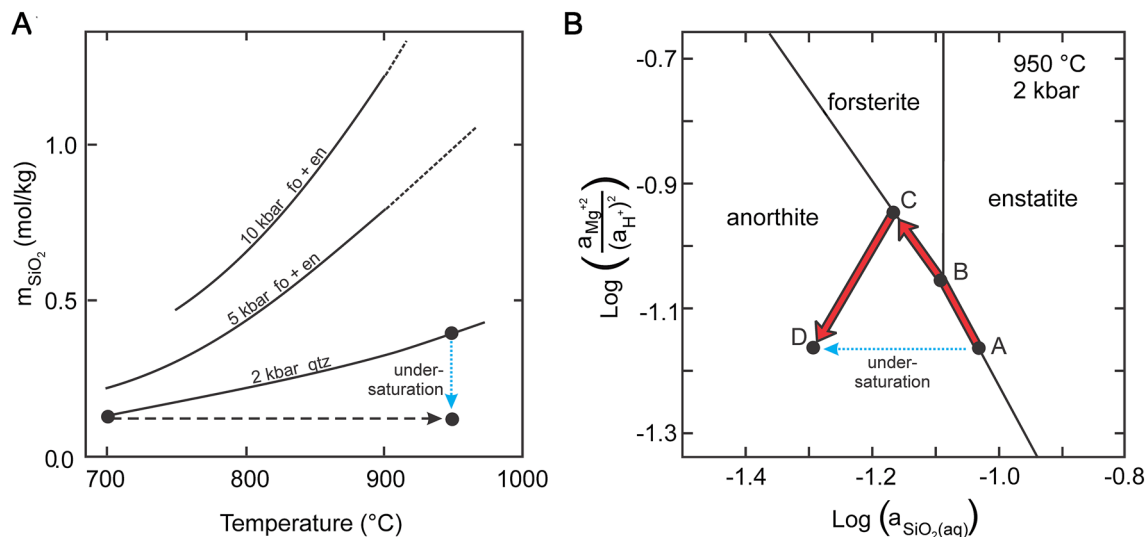 A
1.0
0.5
0.0
700
800
900
1000
m_SiO₂ (mol/kg)
Temperature (°C)
10 kbar fo + en
5 kbar fo + en
2 kbar qtz
under-
saturation
B
-0.7
-0.9
-1.1
-1.3
-1.4
-1.2
-1.0
-0.8
Log (a_Mg⁺² / (a_H⁺)²)
Log (a_SiO₂(aq))
950 °C
2 kbar
forsterite
anorthite
enstatite
C
B
A
D
under-
saturation